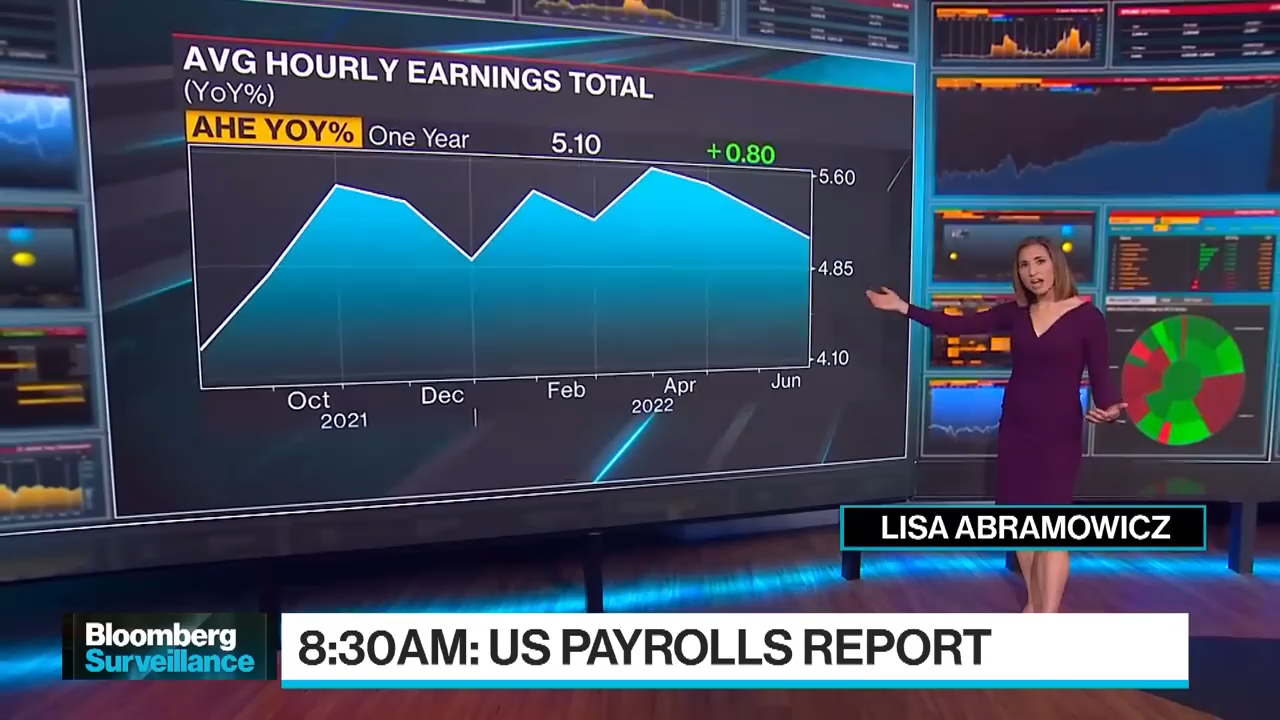 AVG HOURLY EARNINGS TOTAL
(YoY%)
AHE YOY% One Year 5.10 +0.80
5.60
4.85
4.10
Oct Dec Feb Apr Jun
2021 2022
LISA ABRAMOWICZ
Bloomberg
Surveillance
8:30AM: US PAYROLLS REPORT